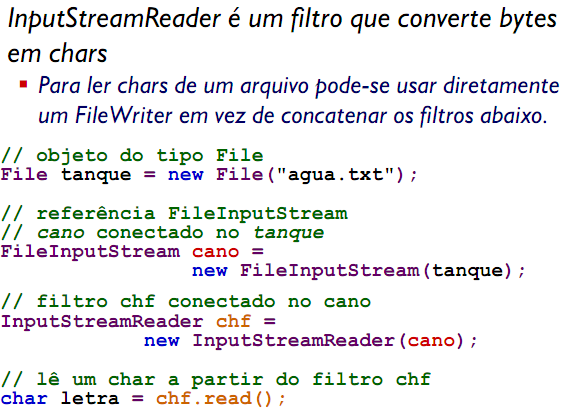 InputStreamReader é um filtro que converte bytes
em chars
Para ler chars de um arquivo pode-se usar diretamente
um FileWriter em vez de concatenar os filtros abaixo.
// objeto do tipo File
File tanque = new File("agua.txt");
// referência FileInputStream
// cano conectado no tanque
FileInputStream cano =
new FileInputStream(tanque);
// filtro chf conectado no cano
InputStreamReader chf =
new InputStreamReader(cano);
// lê um char a partir do filtro chf
char letra = chf.read();